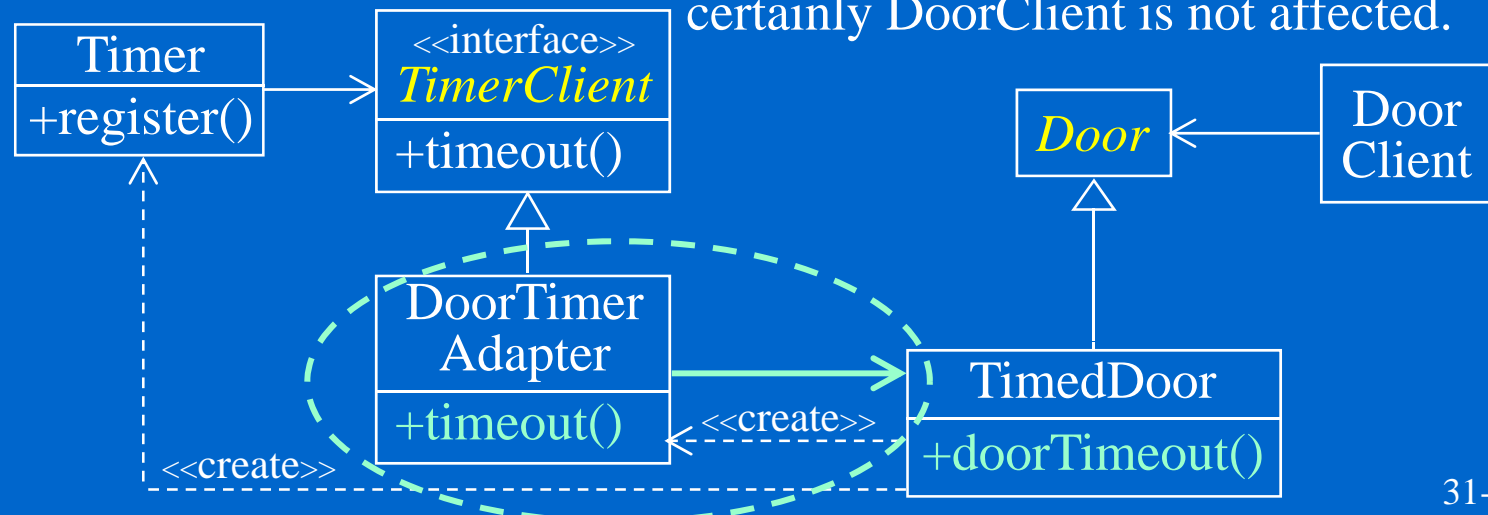 certainly DoorClient is not affected.
Timer
+register()
<<interface>>
TimerClient
+timeout()
Door
Door
Client
DoorTimer
Adapter
+timeout()
<<create>>
TimedDoor
+doorTimeout()
<<create>>
31-